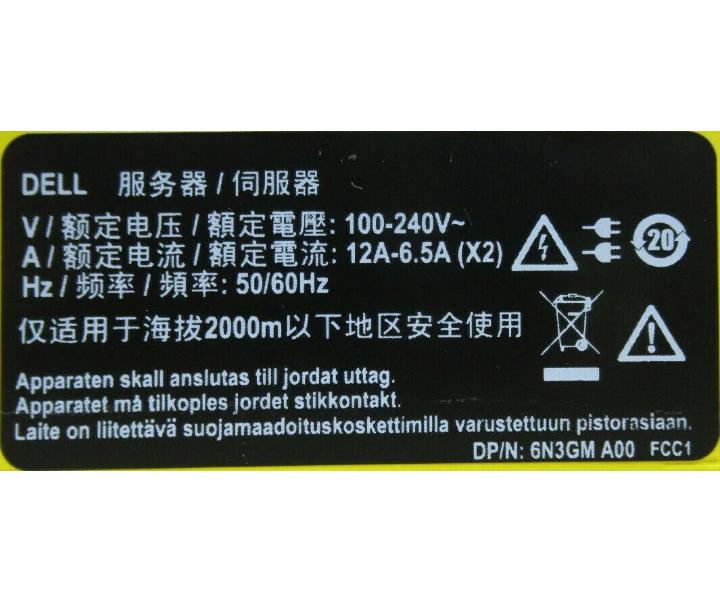 DELL 服务器 / 伺服器
V / 额定电压 / 額定電壓: 100-240V~
A / 额定电流 / 額定電流: 12A-6.5A (X2)
Hz / 频率 / 頻率: 50/60Hz
20
仅适用于海拔2000m以下地区安全使用
Apparaten skall anslutas till jordat uttag.
Apparatet må tilkoples jordet stikkontakt.
Laite on liitettävä suojamaadoituskoskettimilla varustettuun pistorasiaan.
DP/N: 6N3GM A00 FCC1